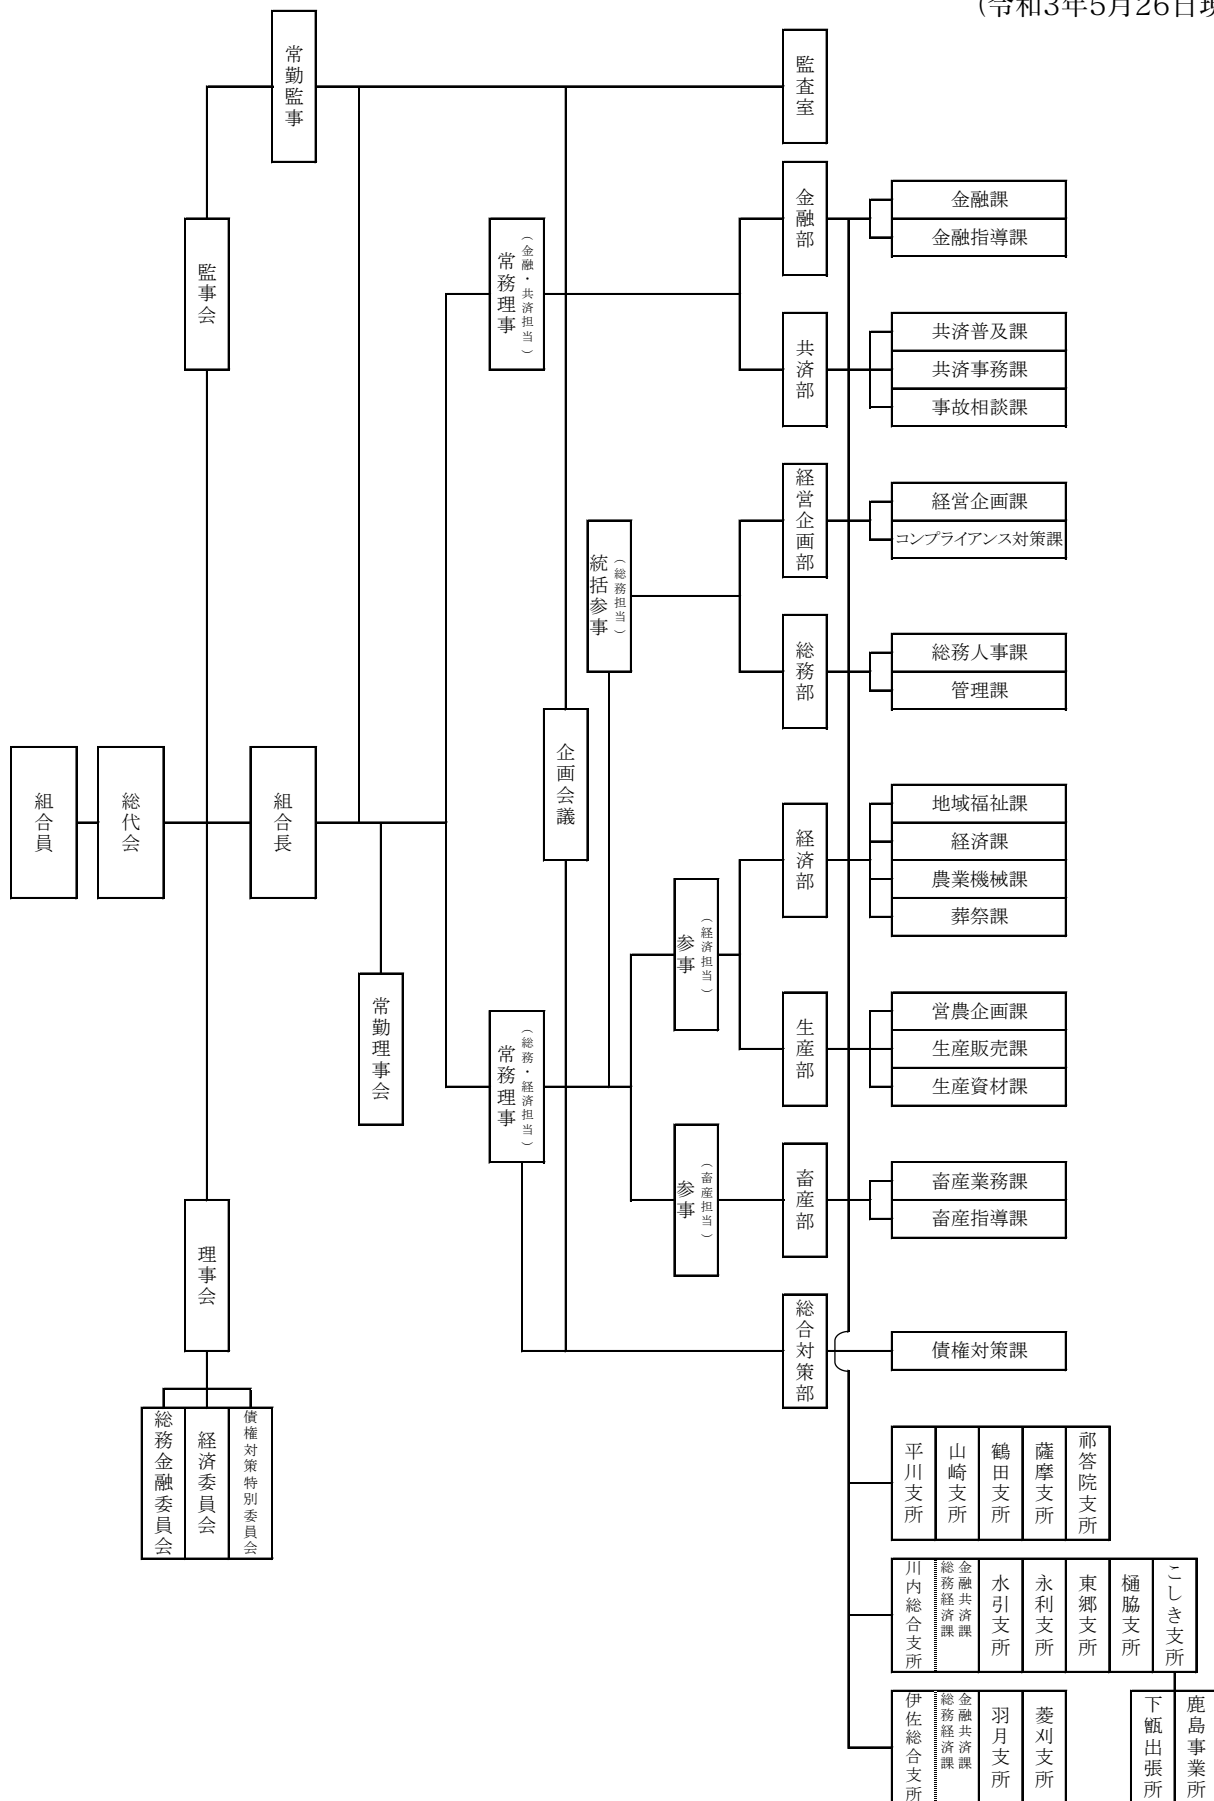 (令和3年5月26日現
常勤監事
監査室
監事会
常務理事
(金融・共済担当)
金融部
金融課
金融指導課
共済部
共済普及課
共済事務課
事故相談課
統括参事
(総務担当)
経営企画部
経営企画課
コンプライアンス対策課
総務部
総務人事課
管理課
組合員
総代会
組合長
企画会議
常勤理事会
常務理事
(総務・経済担当)
参事
(経済担当)
経済部
地域福祉課
経済課
農業機械課
葬祭課
生産部
営農企画課
生産販売課
生産資材課
参事
(畜産担当)
畜産部
畜産業務課
畜産指導課
理事会
総務金融委員会
経済委員会
債権対策特別委員会
総合対策部
債権対策課
平川支所
山崎支所
鶴田支所
薩摩支所
祁答院支所
川内総合支所
金融共済課
総務経済課
水引支所
永利支所
東郷支所
樋脇支所
こしき支所
下甑出張所
鹿島事業所
伊佐総合支所
金融共済課
総務経済課
羽月支所
菱刈支所